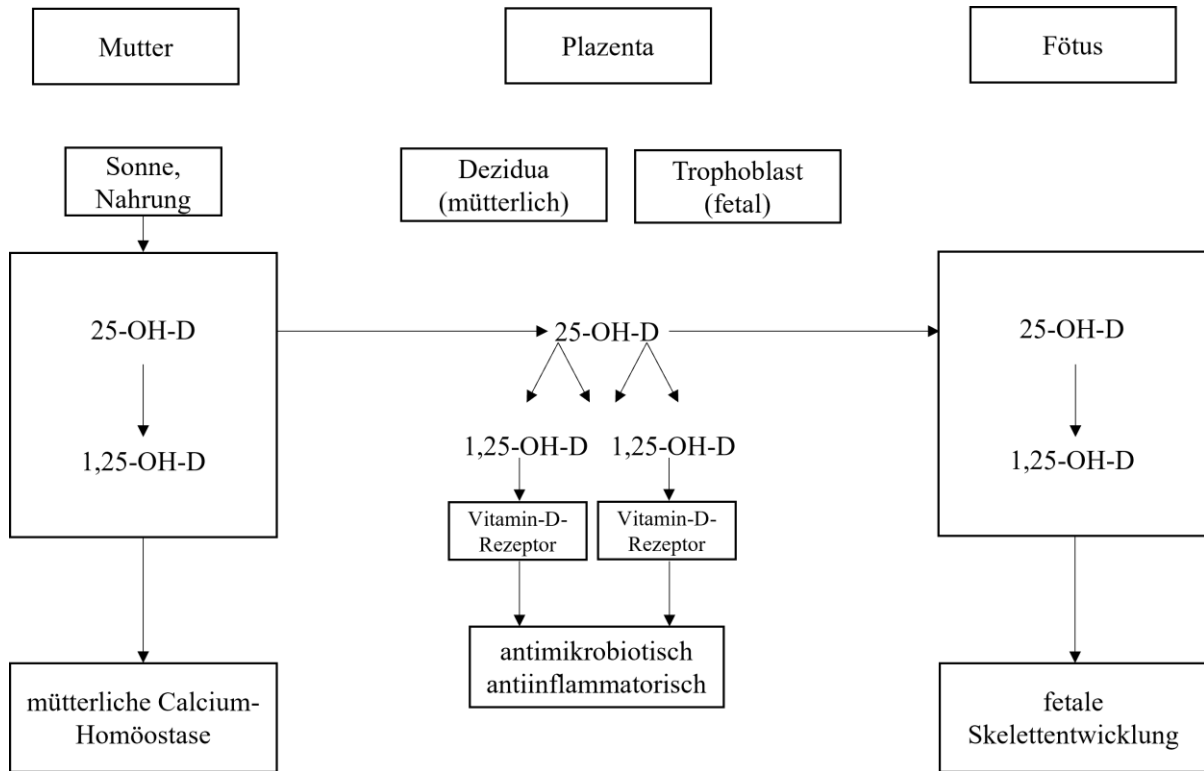 Mutter
Plazenta
Fötus
Sonne,
Nahrung
Dezidua
(mütterlich)
Trophoblast
(fetal)
25-OH-D
25-OH-D
25-OH-D
1,25-OH-D
1,25-OH-D
1,25-OH-D
1,25-OH-D
Vitamin-D-
Rezeptor
Vitamin-D-
Rezeptor
antimikrobiotisch
antiinflammatorisch
mütterliche Calcium-
Homöostase
fetale
Skelettentwicklung